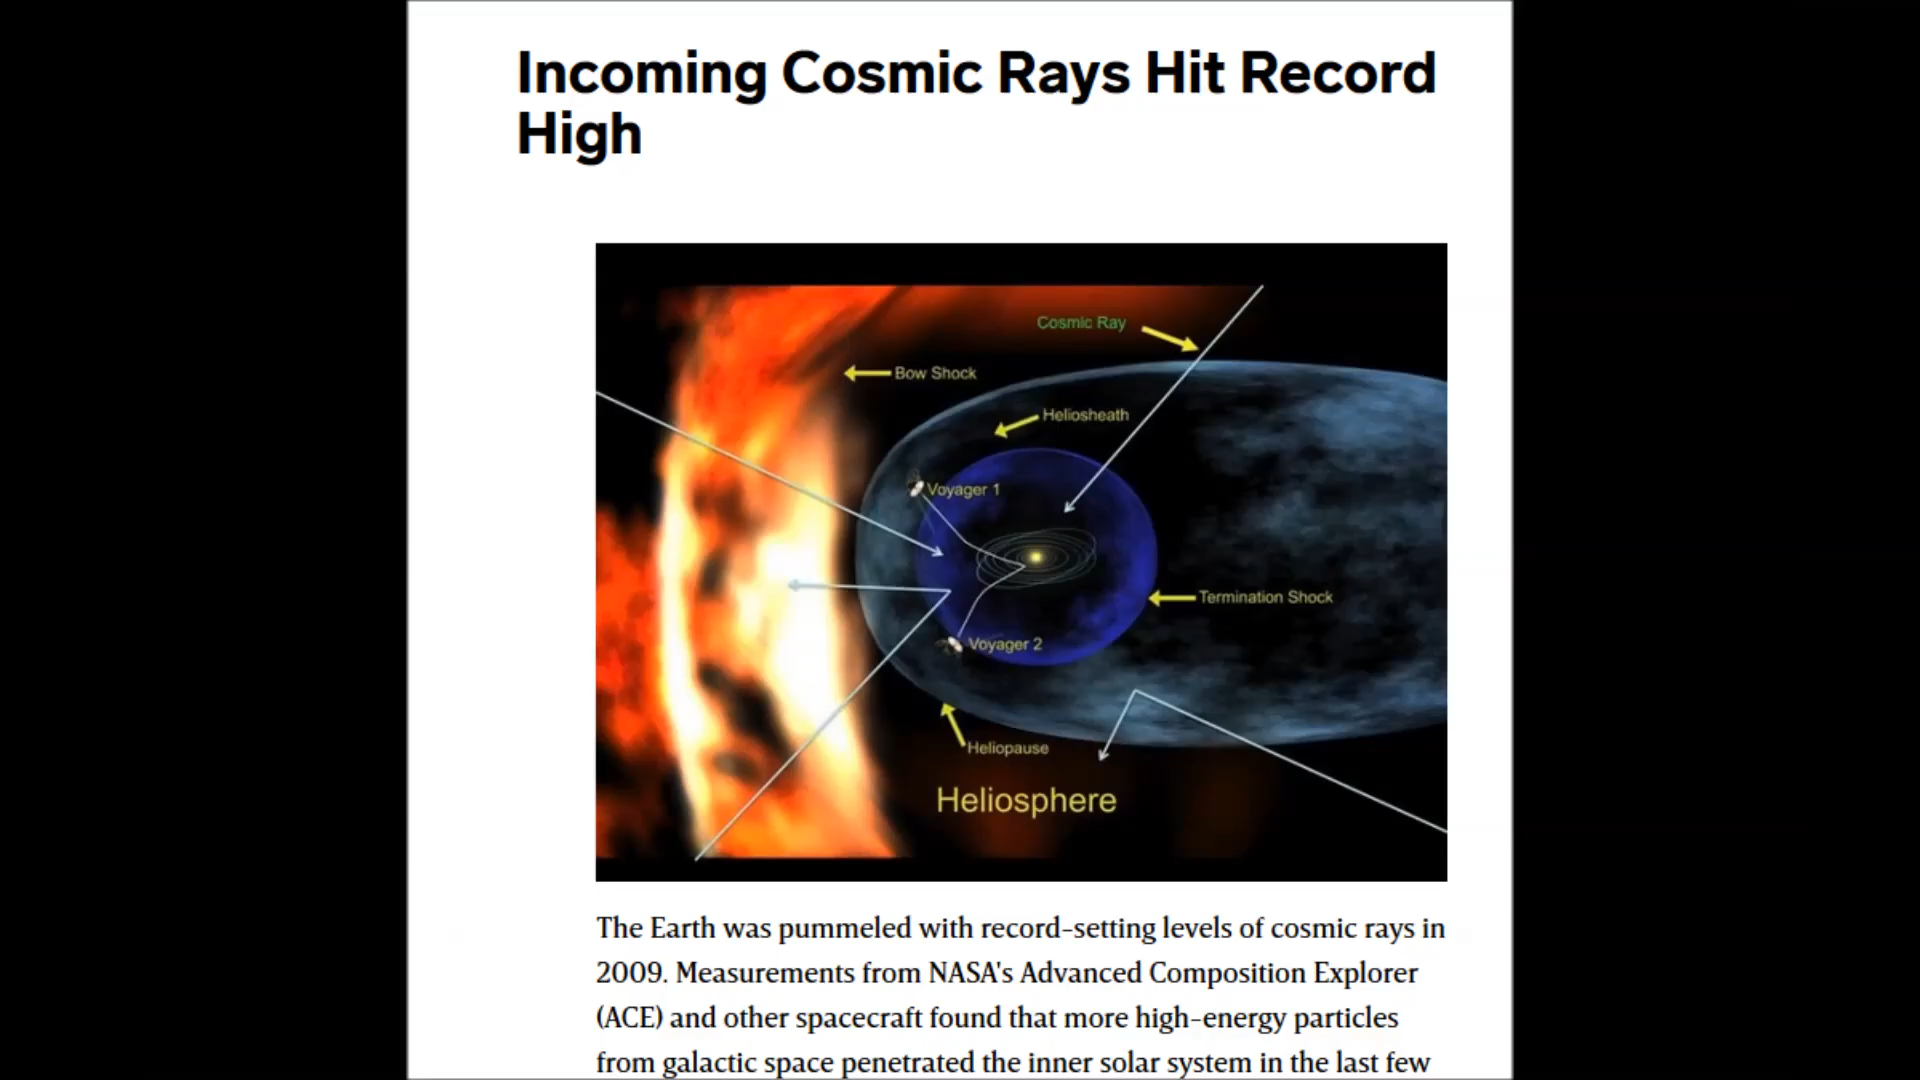 Incoming Cosmic Rays Hit Record
High
Cosmic Ray
Bow Shock
Heliosheath
Voyager 1
Termination Shock
Voyager 2
Heliopause
Heliosphere
The Earth was pummeled with record-setting levels of cosmic rays in
2009. Measurements from NASA's Advanced Composition Explorer
(ACE) and other spacecraft found that more high-energy particles
from galactic space penetrated the inner solar system in the last few